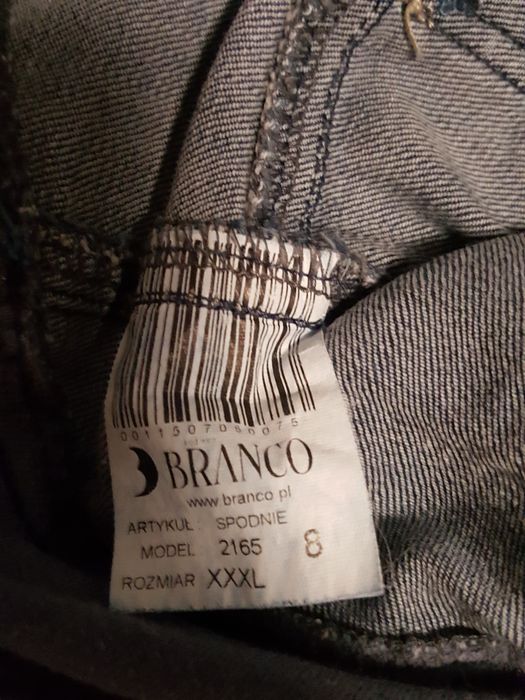 BRANCO
www.branco.pl
ARTYKUŁ: SPODNIE
MODEL 2165 8
ROZMIAR XXXL